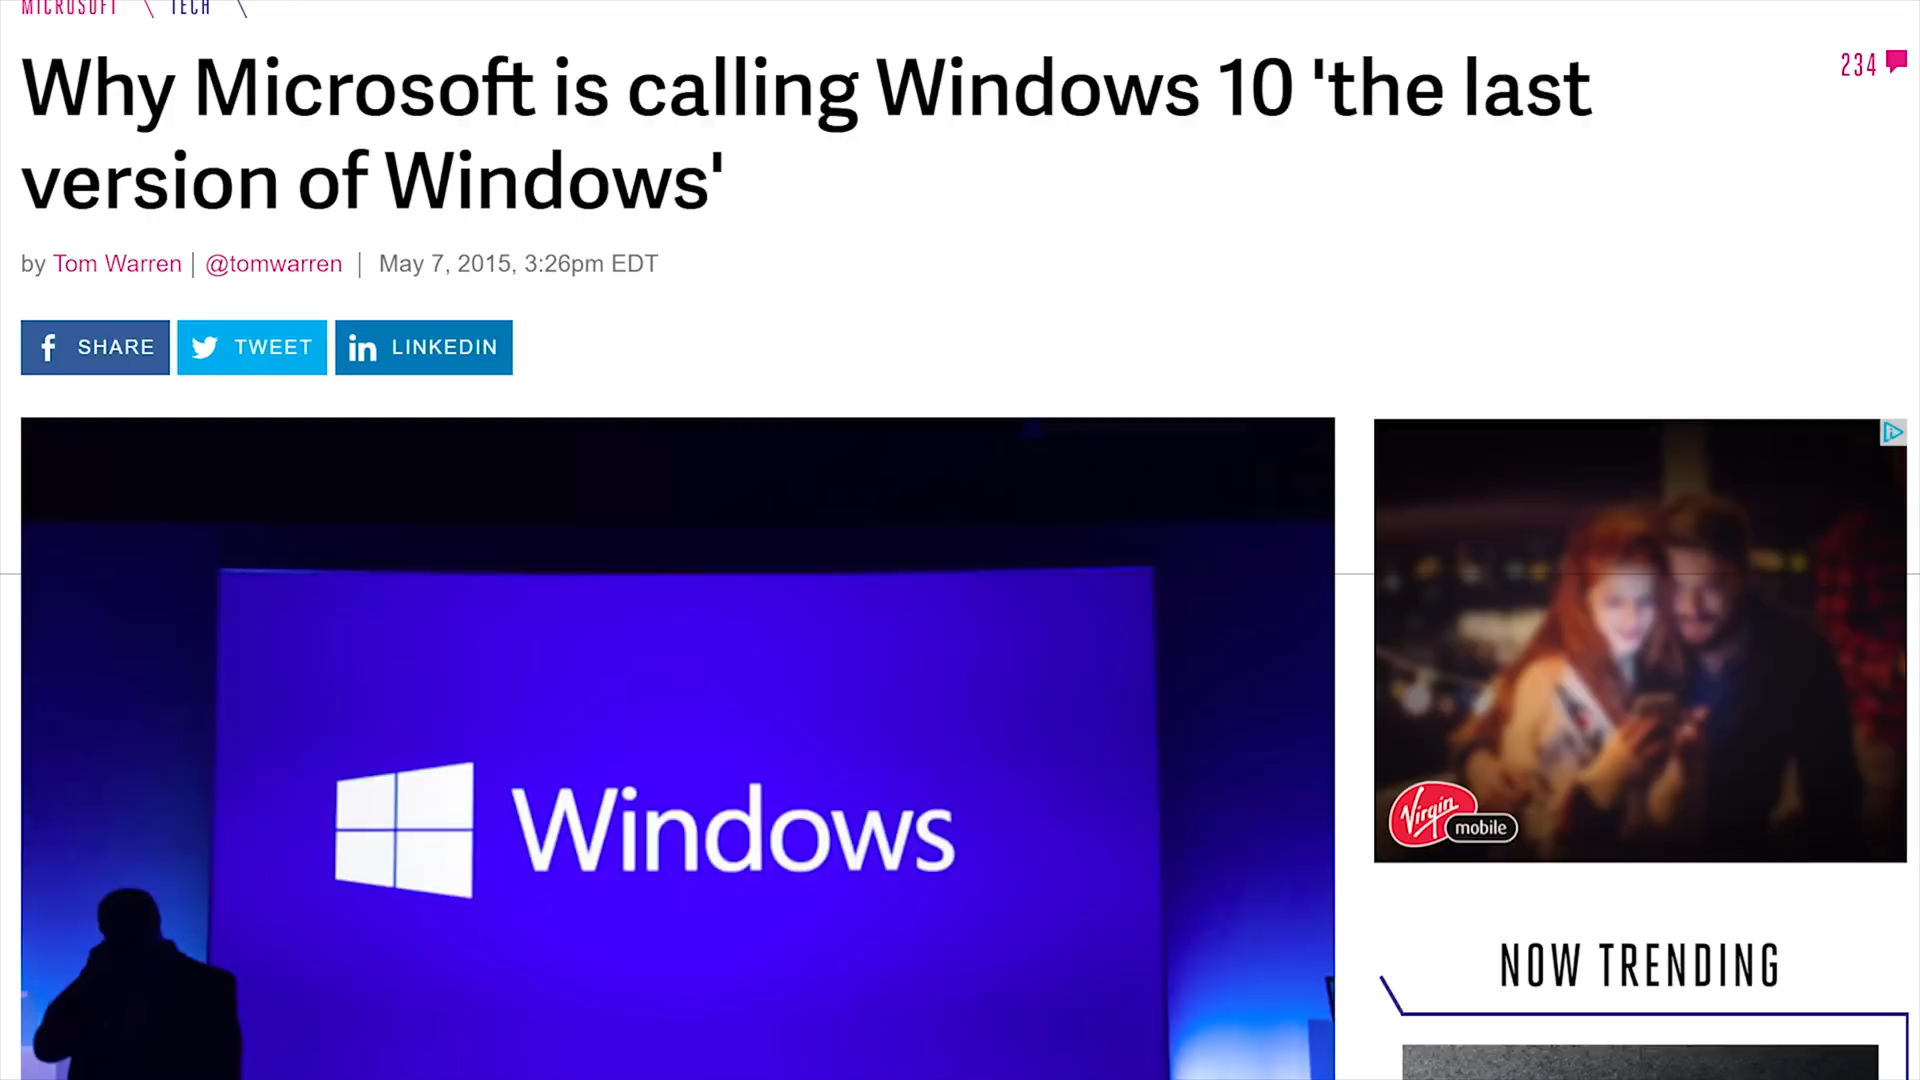 MICROSOFT \ TECH \
Why Microsoft is calling Windows 10 'the last
version of Windows'
234
by Tom Warren | @tomwarren | May 7, 2015, 3:26pm EDT
SHARE TWEET LINKEDIN
Windows
Virgin
mobile
NOW TRENDING